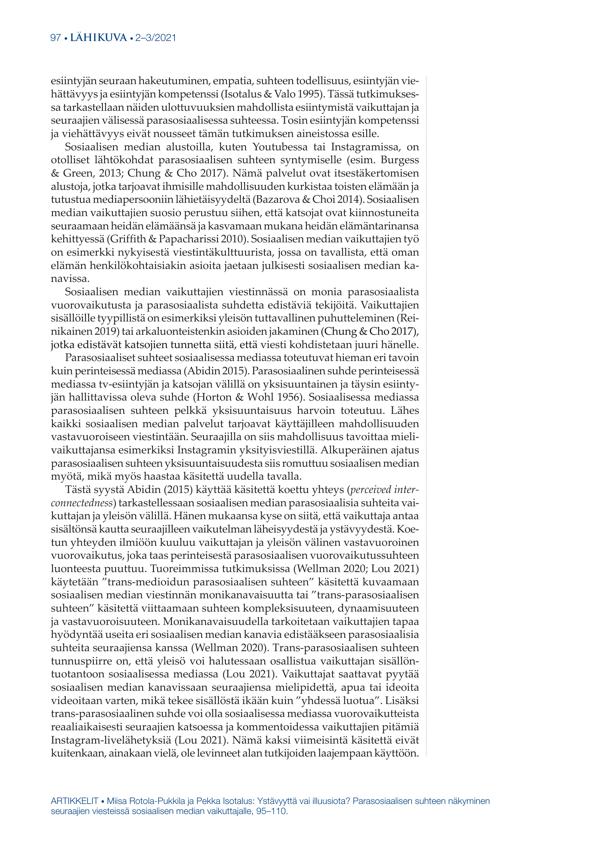 97 • LÄHIKUVA • 2–3/2021
esiintyjän seuraan hakeutuminen, empatia, suhteen todellisuus, esiintyjän vie-
hättävyys ja esiintyjän kompetenssi (Isotalus & Valo 1995). Tässä tutkimukses-
sa tarkastellaan näiden ulottuvuuksien mahdollista esiintymistä vaikuttajan ja
seuraajien välisessä parasosiaalisessa suhteessa. Tosin esiintyjän kompetenssi
ja viehättävyys eivät nousseet tämän tutkimuksen aineistossa esille.
Sosiaalisen median alustoilla, kuten Youtubessa tai Instagramissa, on
otolliset lähtökohdat parasosiaalisen suhteen syntymiselle (esim. Burgess
& Green, 2013; Chung & Cho 2017). Nämä palvelut ovat itsestäkertomisen
alustoja, jotka tarjoavat ihmisille mahdollisuuden kurkistaa toisten elämään ja
tutustua mediapersooniin lähietäisyydeltä (Bazarova & Choi 2014). Sosiaalisen
median vaikuttajien suosio perustuu siihen, että katsojat ovat kiinnostuneita
seuraamaan heidän elämäänsä ja kasvamaan mukana heidän elämäntarinansa
kehittyessä (Griffith & Papacharissi 2010). Sosiaalisen median vaikuttajien työ
on esimerkki nykyisestä viestintäkulttuurista, jossa on tavallista, että oman
elämän henkilökohtaisiakin asioita jaetaan julkisesti sosiaalisen median ka-
navissa.
Sosiaalisen median vaikuttajien viestinnässä on monia parasosiaalista
vuorovaikutusta ja parasosiaalista suhdetta edistäviä tekijöitä. Vaikuttajien
sisällöille tyypillistä on esimerkiksi yleisön tuttavallinen puhutteleminen (Rei-
nikainen 2019) tai arkaluonteistenkin asioiden jakaminen (Chung & Cho 2017),
jotka edistävät katsojien tunnetta siitä, että viesti kohdistetaan juuri hänelle.
Parasosiaaliset suhteet sosiaalisessa mediassa toteutuvat hieman eri tavoin
kuin perinteisessä mediassa (Abidin 2015). Parasosiaalinen suhde perinteisessä
mediassa tv-esiintyjän ja katsojan välillä on yksisuuntainen ja täysin esiinty-
jän hallittavissa oleva suhde (Horton & Wohl 1956). Sosiaalisessa mediassa
parasosiaalisen suhteen pelkkä yksisuuntaisuus harvoin toteutuu. Lähes
kaikki sosiaalisen median palvelut tarjoavat käyttäjilleen mahdollisuuden
vastavuoroiseen viestintään. Seuraajilla on siis mahdollisuus tavoittaa mieli-
vaikuttajansa esimerkiksi Instagramin yksityisviestillä. Alkuperäinen ajatus
parasosiaalisen suhteen yksisuuntaisuudesta siis romuttuu sosiaalisen median
myötä, mikä myös haastaa käsitettä uudella tavalla.
Tästä syystä Abidin (2015) käyttää käsitettä koettu yhteys (perceived inter-
connectedness) tarkastellessaan sosiaalisen median parasosiaalisia suhteita vai-
kuttajan ja yleisön välillä. Hänen mukaansa kyse on siitä, että vaikuttaja antaa
sisältönsä kautta seuraajilleen vaikutelman läheisyydestä ja ystävyydestä. Koe-
tun yhteyden ilmiöön kuuluu vaikuttajan ja yleisön välinen vastavuoroinen
vuorovaikutus, joka taas perinteisestä parasosiaalisen vuorovaikutussuhteen
luonteesta puuttuu. Tuoreimmissa tutkimuksissa (Wellman 2020; Lou 2021)
käytetään ”trans-medioidun parasosiaalisen suhteen” käsitettä kuvaamaan
sosiaalisen median viestinnän monikanavaisuutta tai ”trans-parasosiaalisen
suhteen” käsitettä viittaamaan suhteen kompleksisuuteen, dynaamisuuteen
ja vastavuoroisuuteen. Monikanavaisuudella tarkoitetaan vaikuttajien tapaa
hyödyntää useita eri sosiaalisen median kanavia edistääkseen parasosiaalisia
suhteita seuraajiensa kanssa (Wellman 2020). Trans-parasosiaalisen suhteen
tunnuspiirre on, että yleisö voi halutessaan osallistua vaikuttajan sisällön-
tuotantoon sosiaalisessa mediassa (Lou 2021). Vaikuttajat saattavat pyytää
sosiaalisen median kanavissaan seuraajiensa mielipidettä, apua tai ideoita
videoitaan varten, mikä tekee sisällöstä ikään kuin ”yhdessä luotua”. Lisäksi
trans-parasosiaalinen suhde voi olla sosiaalisessa mediassa vuorovaikutteista
reaaliaikaisesti seuraajien katsoessa ja kommentoidessa vaikuttajien pitämiä
Instagram-livelähetyksiä (Lou 2021). Nämä kaksi viimeisintä käsitettä eivät
kuitenkaan, ainakaan vielä, ole levinneet alan tutkijoiden laajempaan käyttöön.
ARTIKKELIT • Miisa Rotola-Pukkila ja Pekka Isotalus: Ystävyyttä vai illuusiota? Parasosiaalisen suhteen näkyminen
seuraajien viesteissä sosiaalisen median vaikuttajalle, 95–110.